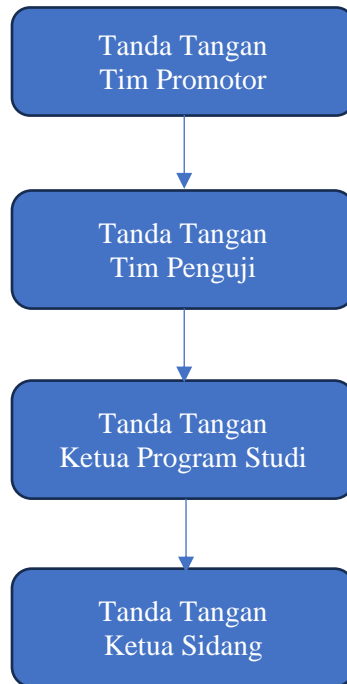 Tanda Tangan
Tim Promotor
Tanda Tangan
Tim Penguji
Tanda Tangan
Ketua Program Studi
Tanda Tangan
Ketua Sidang